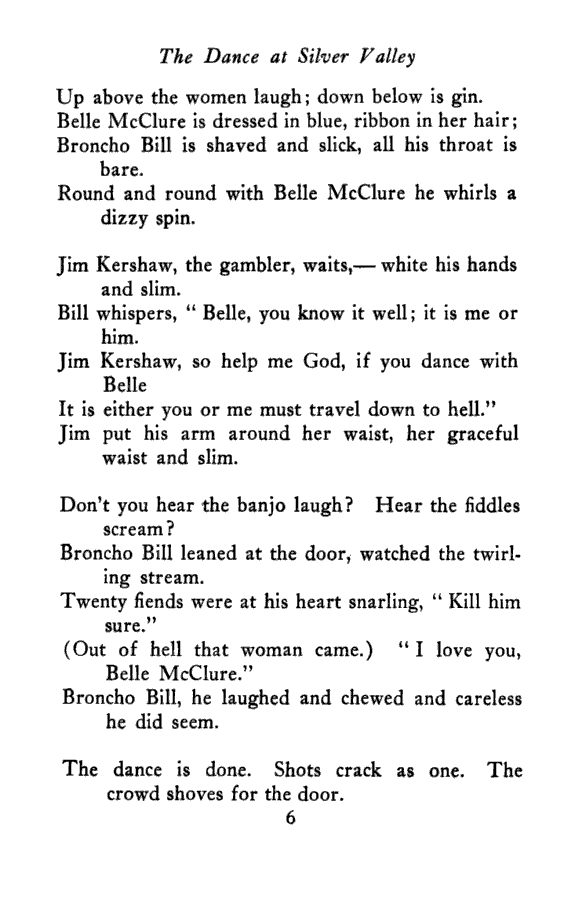 The Dance at Silver Valley
Up above the women laugh; down below is gin.
Belle McClure is dressed in blue, ribbon in her hair;
Broncho Bill is shaved and slick, all his throat is
bare.
Round and round with Belle McClure he whirls a
dizzy spin.
Jim Kershaw, the gambler, waits,— white his hands
and slim.
Bill whispers, “ Belle, you know it well; it is me or
him.
Jim Kershaw, so help me God, if you dance with
Belle
It is either you or me must travel down to hell.”
Jim put his arm around her waist, her graceful
waist and slim.
Don’t you hear the banjo laugh? Hear the fiddles
scream?
Broncho Bill leaned at the door, watched the twirl-
ing stream.
Twenty fiends were at his heart snarling, “ Kill him
sure.”
(Out of hell that woman came.) “ I love you,
Belle McClure.”
Broncho Bill, he laughed and chewed and careless
he did seem.
The dance is done. Shots crack as one. The
crowd shoves for the door.
6